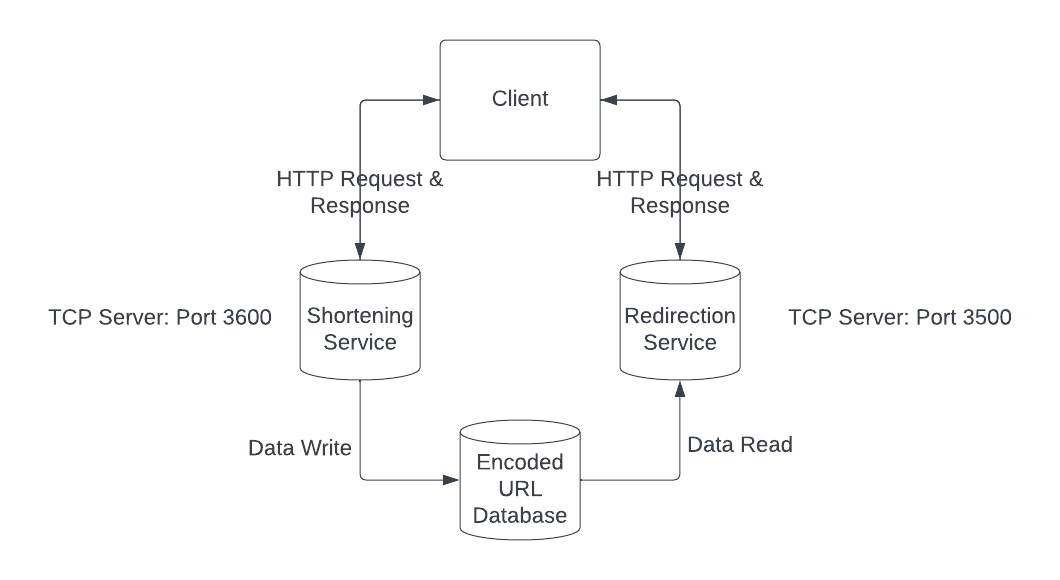 Client
HTTP Request &
Response
HTTP Request &
Response
TCP Server: Port 3600
Shortening
Service
Redirection
Service
TCP Server: Port 3500
Data Write
Data Read
Encoded
URL
Database